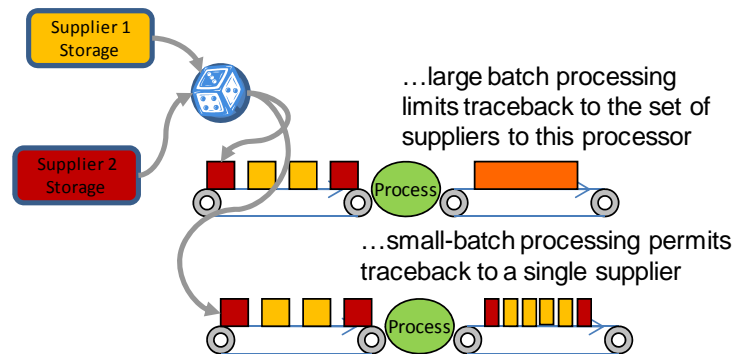 Supplier 1
Storage
Supplier 2
Storage
…large batch processing
limits traceback to the set of
suppliers to this processor
Process
…small-batch processing permits
traceback to a single supplier
Process